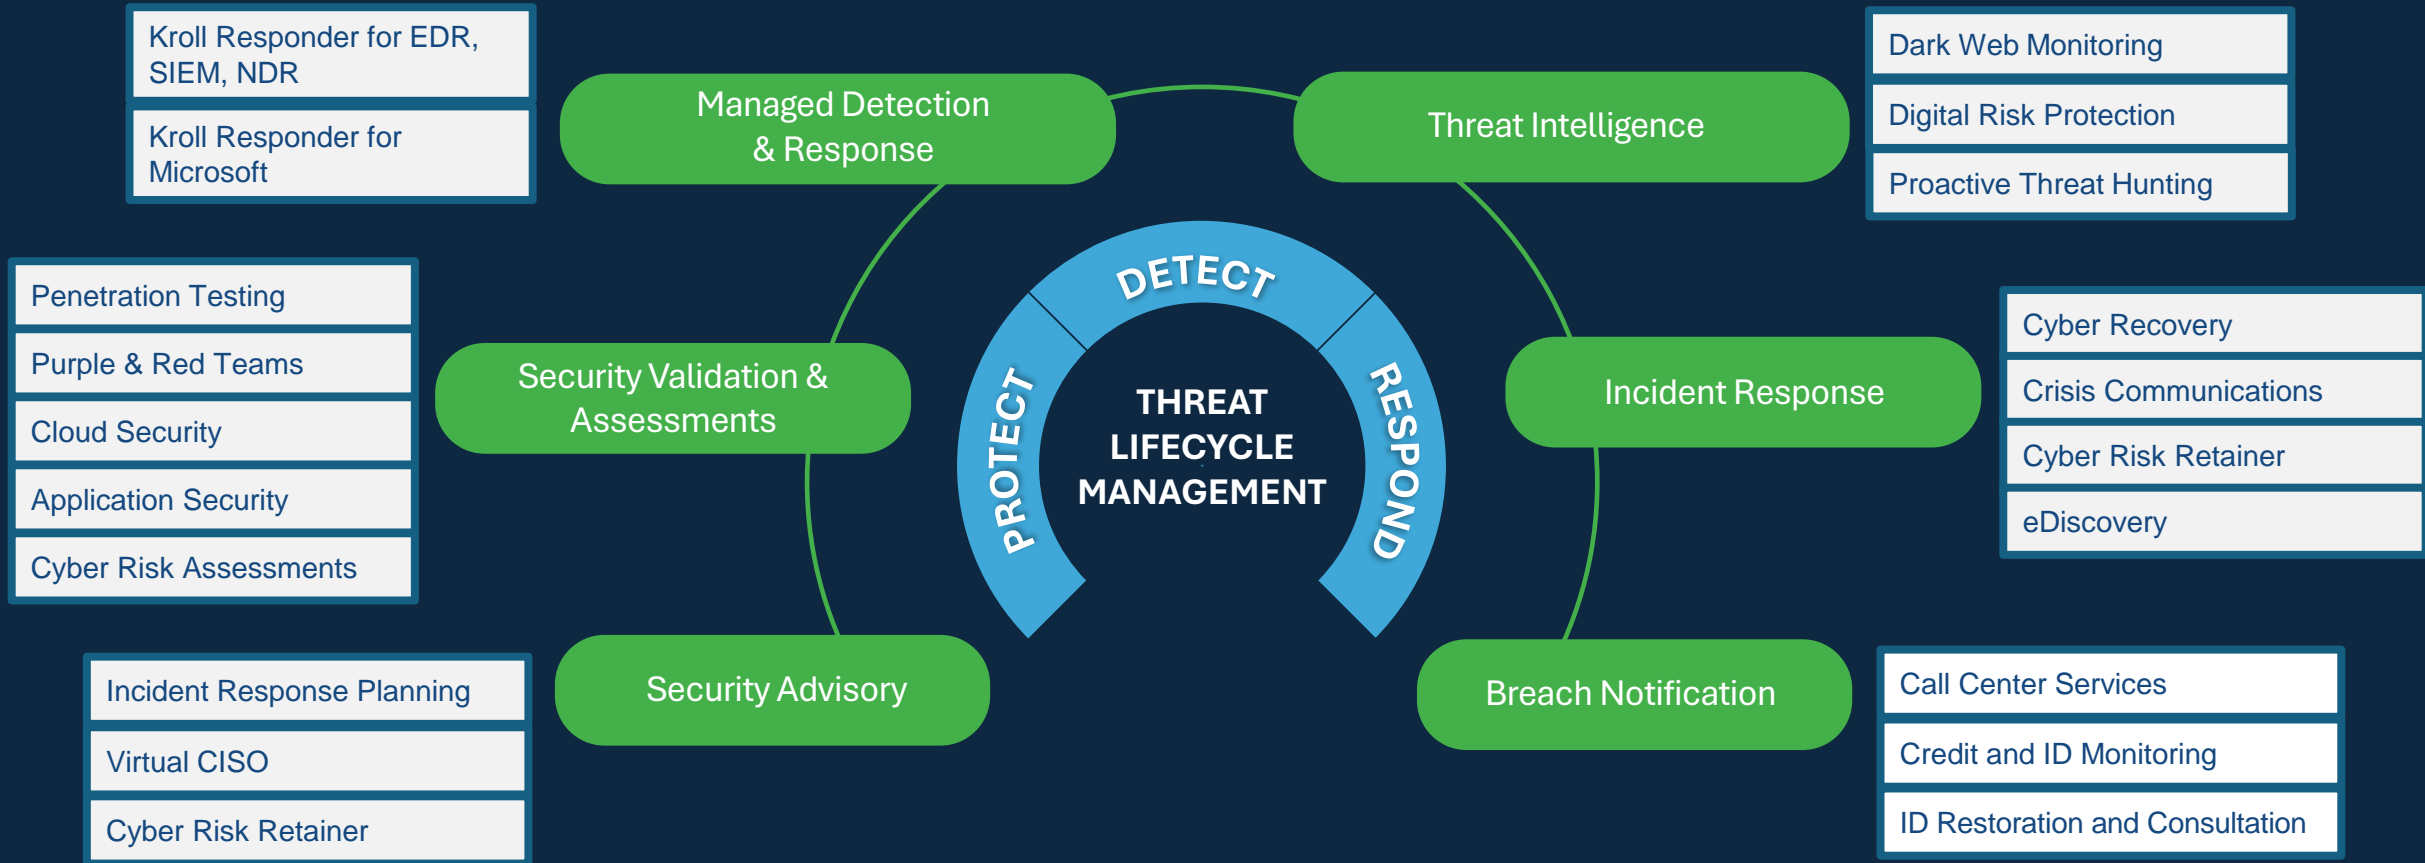 Kroll Responder for EDR,
SIEM, NDR
Kroll Responder for
Microsoft
Managed Detection
& Response
Threat Intelligence
Dark Web Monitoring
Digital Risk Protection
Proactive Threat Hunting
Penetration Testing
Purple & Red Teams
Cloud Security
Application Security
Cyber Risk Assessments
Security Validation &
Assessments
PROTECT
DETECT
RESPOND
THREAT
LIFECYCLE
MANAGEMENT
Incident Response
Cyber Recovery
Crisis Communications
Cyber Risk Retainer
eDiscovery
Incident Response Planning
Virtual CISO
Cyber Risk Retainer
Security Advisory
Breach Notification
Call Center Services
Credit and ID Monitoring
ID Restoration and Consultation